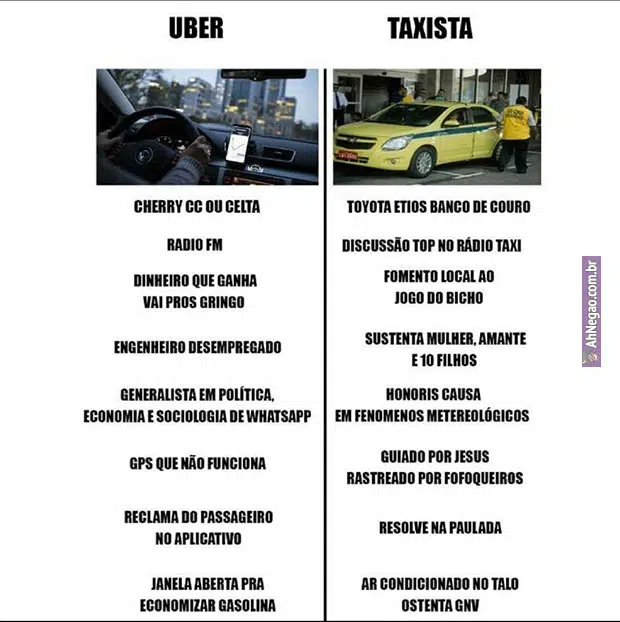 UBER
TAXISTA
CHERRY CC OU CELTA
TOYOTA ETIOS BANCO DE COURO
RADIO FM
DISCUSSÃO TOP NO RÁDIO TAXI
DINHEIRO QUE GANHA
VAI PROS GRINGO
FOMENTO LOCAL AO
JOGO DO BICHO
ENGENHEIRO DESEMPREGADO
SUSTENTA MULHER, AMANTE
E 10 FILHOS
GENERALISTA EM POLÍTICA,
ECONOMIA E SOCIOLOGIA DE WHATSAPP
HONORIS CAUSA
EM FENOMENOS METEREOLÓGICOS
GPS QUE NÃO FUNCIONA
GUIADO POR JESUS
RASTREADO POR FOFOQUEIROS
RECLAMA DO PASSAGEIRO
NO APLICATIVO
RESOLVE NA PAULADA
JANELA ABERTA PRA
ECONOMIZAR GASOLINA
AR CONDICIONADO NO TALO
OSTENTA GNV
AhNegao.com.br